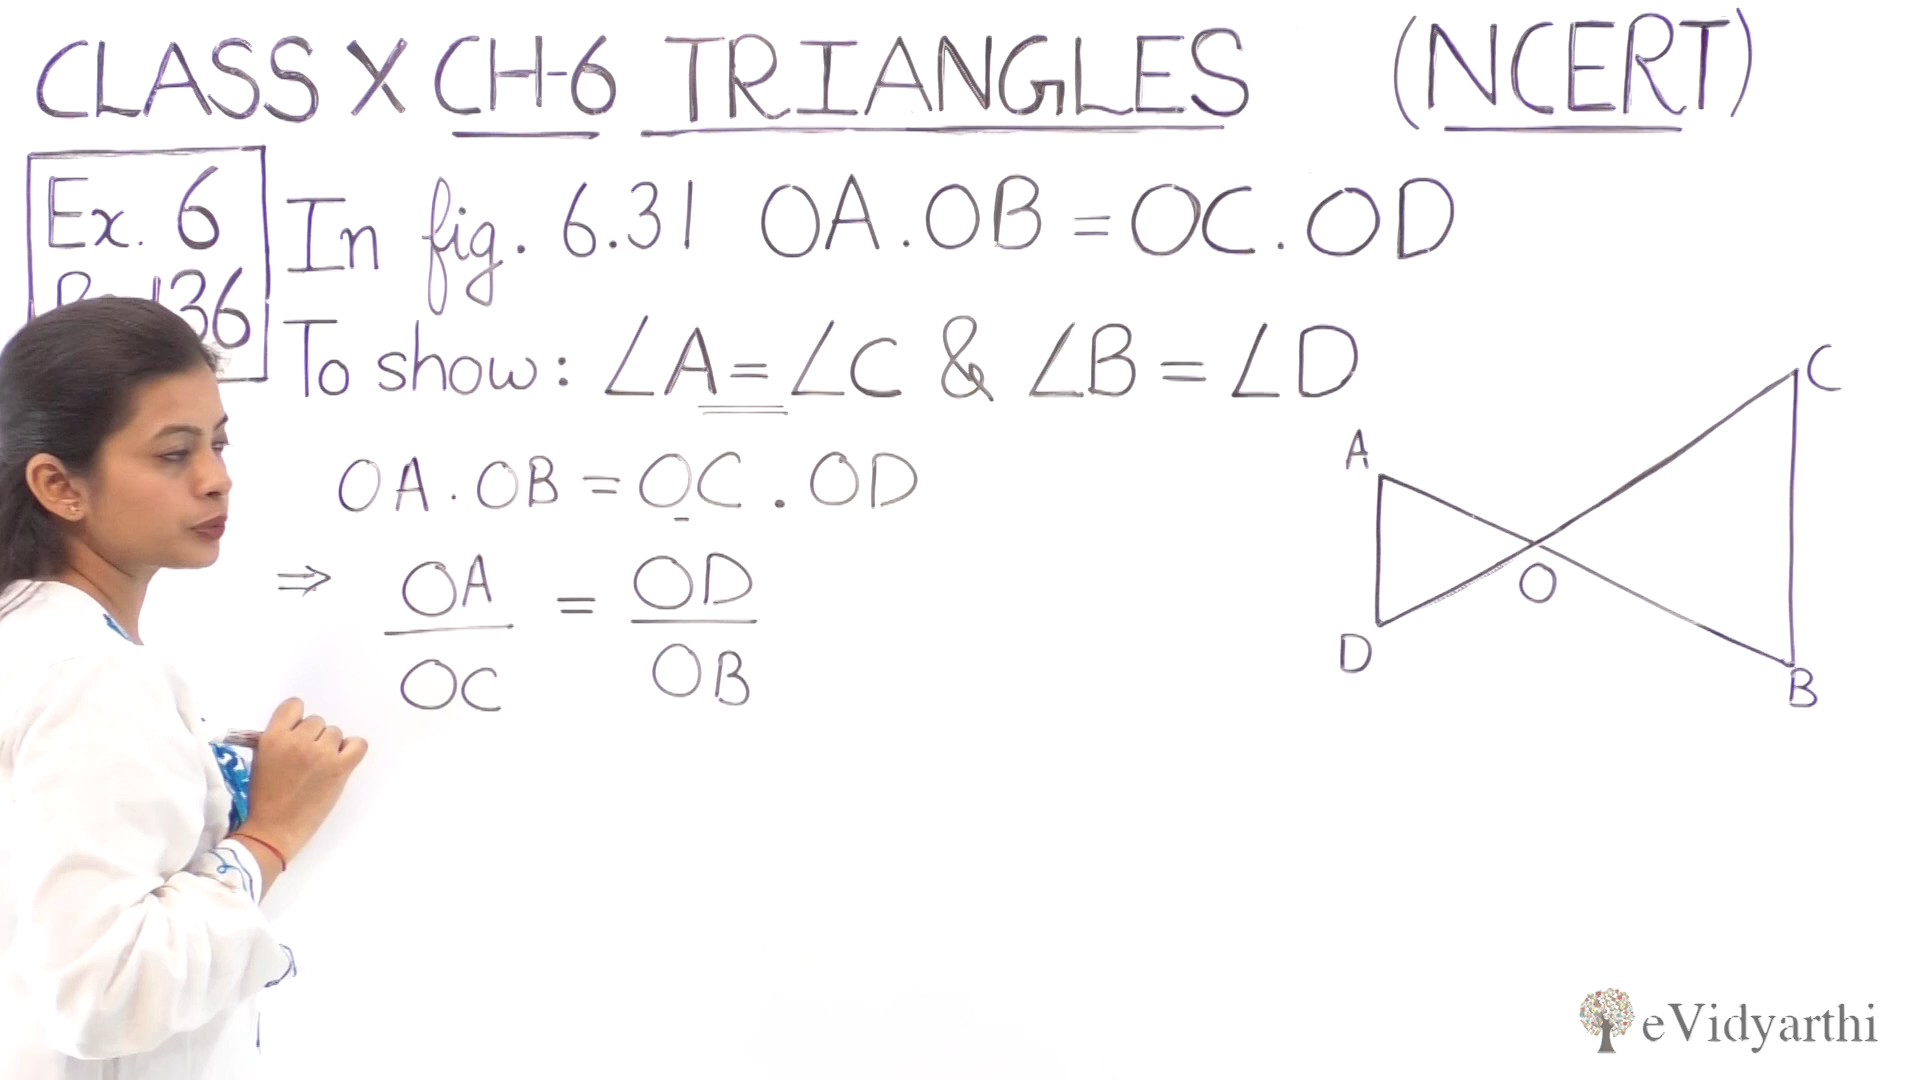 CLASS X CH-6 TRIANGLES (NCERT)
Ex. 6
136
In fig. 6.31 OA.OB = OC.OD
To show: ∠A = ∠C & ∠B = ∠D
OA.OB = OC.OD
⇒ OA/OC = OD/OB
A
C
O
D
B
eVidyarthi